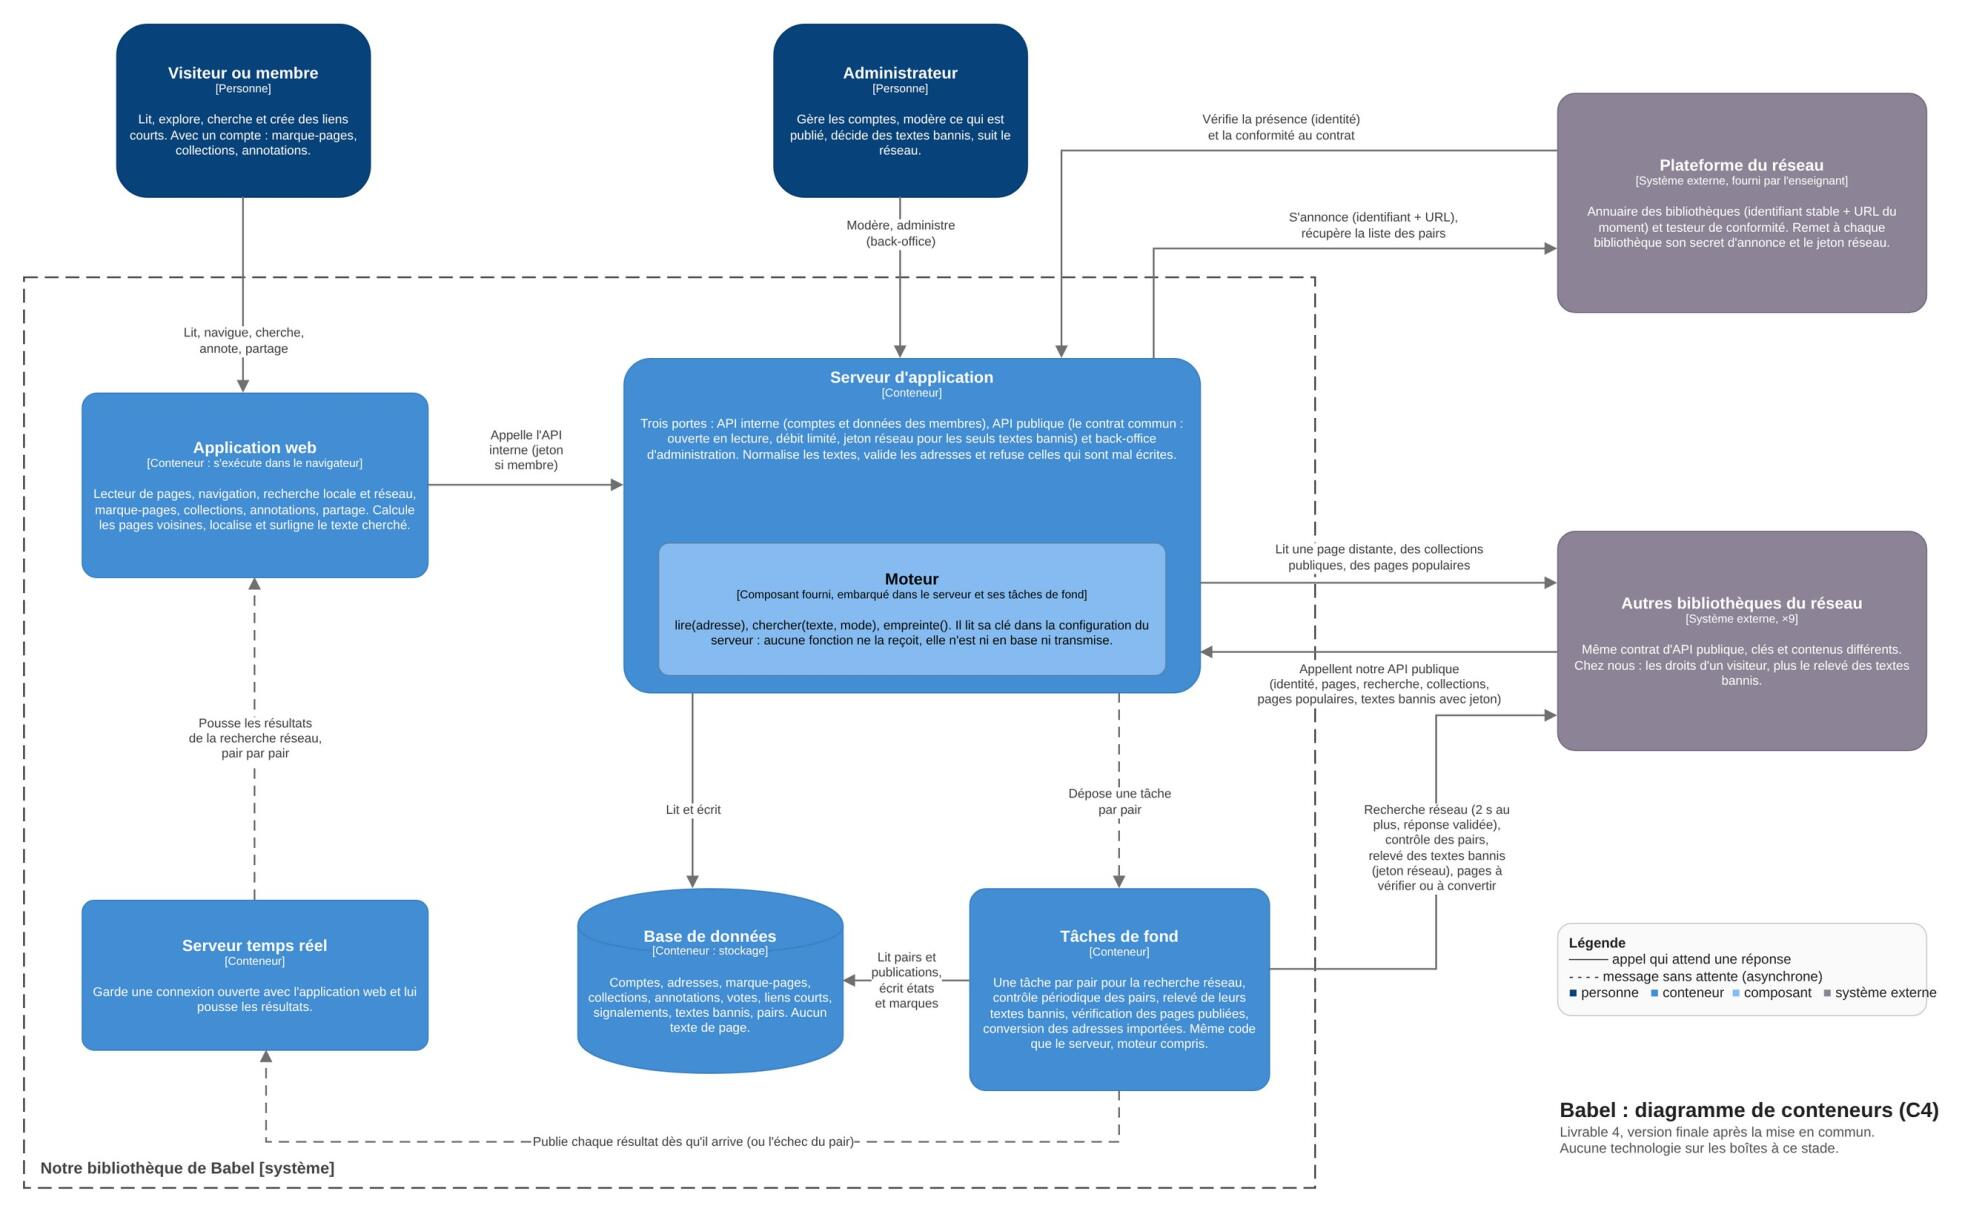 Visiteur ou membre
[Personne]
Lit, explore, cherche et crée des liens
courts. Avec un compte : marque-pages,
collections, annotations.
Administrateur
[Personne]
Gère les comptes, modère ce qui est
publié, décide des textes bannis, suit le
réseau.
Vérifie la présence (identité)
et la conformité au contrat
Plateforme du réseau
[Système externe, fourni par l'enseignant]
Annuaire des bibliothèques (identifiant stable + URL du
moment) et testeur de conformité. Remet à chaque
bibliothèque son secret d'annonce et le jeton réseau.
Modère, administre
(back-office)
S'annonce (identifiant + URL),
récupère la liste des pairs
Lit, navigue, cherche,
annote, partage
Serveur d'application
[Conteneur]
Trois portes : API interne (comptes et données des membres), API publique (le contrat commun :
ouverte en lecture, débit limité, jeton réseau pour les seuls textes bannis) et back-office
d'administration. Normalise les textes, valide les adresses et refuse celles qui sont mal écrites.
Application web
[Conteneur : s'exécute dans le navigateur]
Lecteur de pages, navigation, recherche locale et réseau,
marque-pages, collections, annotations, partage. Calcule
les pages voisines, localise et surligne le texte cherché.
Appelle l'API
interne (jeton
si membre)
Moteur
[Composant fourni, embarqué dans le serveur et ses tâches de fond]
lire(adresse), chercher(texte, mode), empreinte(). Il lit sa clé dans la configuration du
serveur : aucune fonction ne la reçoit, elle n'est ni en base ni transmise.
Lit une page distante, des collections
publiques, des pages populaires
Autres bibliothèques du réseau
[Système externe, ×9]
Même contrat d'API publique, clés et contenus différents.
Chez nous : les droits d'un visiteur, plus le relevé des textes
bannis.
Appellent notre API publique
(identité, pages, recherche, collections,
pages populaires, textes bannis avec jeton)
Pousse les résultats
de la recherche réseau,
pair par pair
Lit et écrit
Dépose une tâche
par pair
Recherche réseau (2 s au
plus, réponse validée),
contrôle des pairs,
relevé des textes bannis
(jeton réseau), pages à
vérifier ou à convertir
Serveur temps réel
[Conteneur]
Garde une connexion ouverte avec l'application web et lui
pousse les résultats.
Base de données
[Conteneur : stockage]
Comptes, adresses, marque-pages,
collections, annotations, votes, liens courts,
signalements, textes bannis, pairs. Aucun
texte de page.
Lit pairs et
publications,
écrit états
et marques
Tâches de fond
[Conteneur]
Une tâche par pair pour la recherche réseau,
contrôle périodique des pairs, relevé de leurs
textes bannis, vérification des pages publiées,
conversion des adresses importées. Même code
que le serveur, moteur compris.
Légende
——— appel qui attend une réponse
- - - - message sans attente (asynchrone)
■ personne ■ conteneur ■ composant ■ système externe
Publie chaque résultat dès qu'il arrive (ou l'échec du pair)
Notre bibliothèque de Babel [système]
Babel : diagramme de conteneurs (C4)
Livrable 4, version finale après la mise en commun.
Aucune technologie sur les boîtes à ce stade.